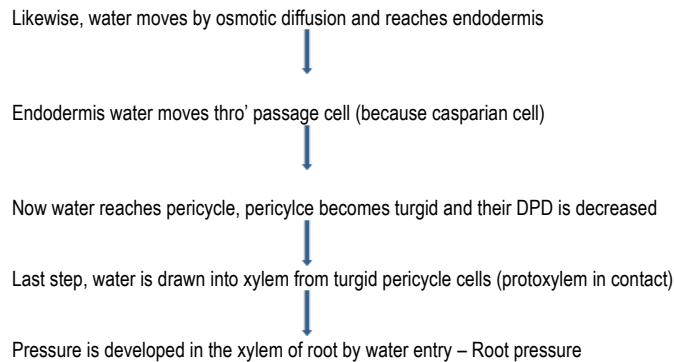 Likewise, water moves by osmotic diffusion and reaches endodermis
Endodermis water moves thro’ passage cell (because casparian cell)
Now water reaches pericycle, pericylce becomes turgid and their DPD is decreased
Last step, water is drawn into xylem from turgid pericycle cells (protoxylem in contact)
Pressure is developed in the xylem of root by water entry – Root pressure